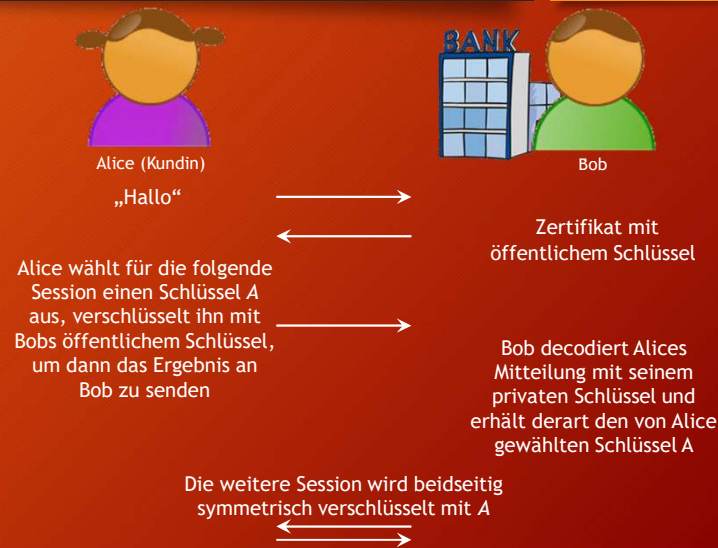 BANK
Alice (Kundin)
Bob
„Hallo“
Zertifikat mit
öffentlichem Schlüssel
Alice wählt für die folgende
Session einen Schlüssel A
aus, verschlüsselt ihn mit
Bobs öffentlichem Schlüssel,
um dann das Ergebnis an
Bob zu senden
Bob decodiert Alices
Mitteilung mit seinem
privaten Schlüssel und
erhält derart den von Alice
gewählten Schlüssel A
Die weitere Session wird beidseitig
symmetrisch verschlüsselt mit A